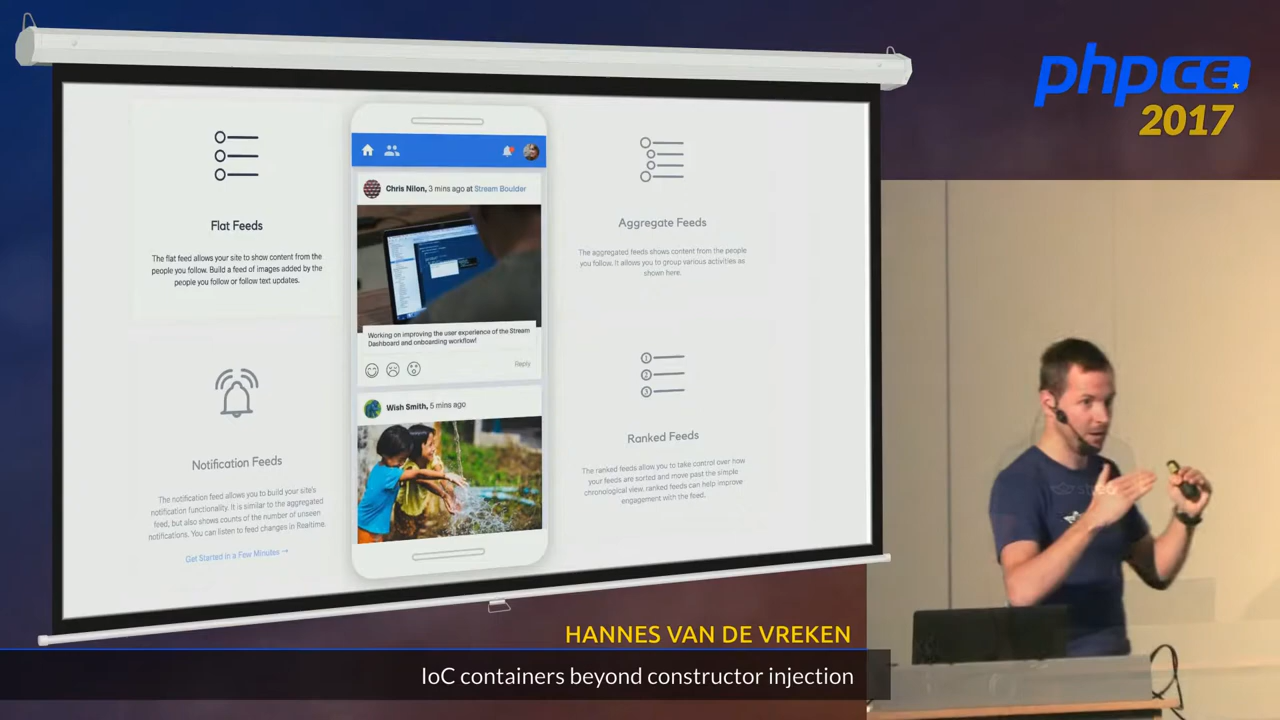 phpCE
2017
Flat Feeds
The flat feed allows your site to show content from the
people you follow. Build a feed of images added by the
people you follow or follow text updates.
Notification Feeds
The notification feed allows you to build your site's
notification functionality. It is similar to the aggregated
feed, but also shows counts of the number of unseen
notifications. You can listen to feed changes in Realtime.
Get Started in a Few Minutes →
Chris Nilon, 3 mins ago at Stream Boulder
Working on improving the user experience of the Stream
Dashboard and onboarding workflow!
Reply
Wish Smith, 5 mins ago
Aggregate Feeds
The aggregated feeds shows content from the people
you follow. It allows you to group various activities as
shown here.
1
2
3
Ranked Feeds
The ranked feeds allow you to take control over how
your feeds are sorted and move past the simple
chronological view. ranked feeds can help improve
engagement with the feed.
HANNES VAN DE VREKEN
IoC containers beyond constructor injection